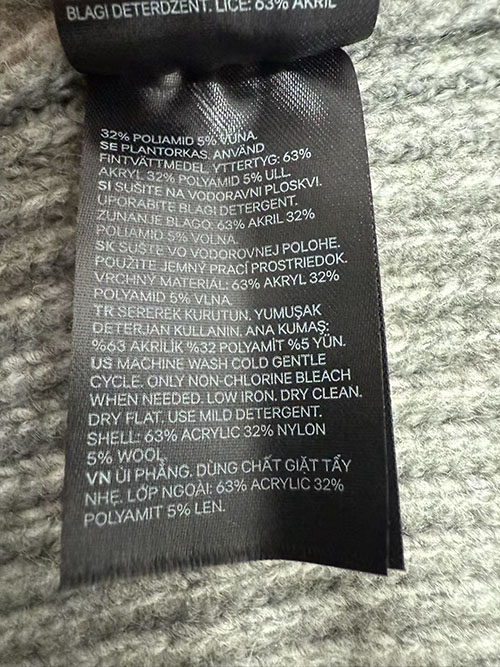 BLAGI DETERDŽENT. LICE: 63% AKRIL
32% POLIAMID 5% VUNA.
SE PLANTORKAS. ANVÄND
FINTVÄTTMEDEL. YTTERTYG: 63%
AKRYL 32% POLYAMID 5% ULL.
SI SUŠITE NA VODORAVNI PLOSKVI.
UPORABITE BLAGI DETERGENT.
ZUNANJE BLAGO: 63% AKRIL 32%
POLIAMID 5% VOLNA.
SK SUŠTE VO VODOROVNEJ POLOHE.
POUŽITE JEMNÝ PRACÍ PROSTRIEDOK.
VRCHNÝ MATERIÁL: 63% AKRYL 32%
POLYAMID 5% VLNA.
TR SEREREK KURUTUN. YUMUŞAK
DETERJAN KULLANIN. ANA KUMAŞ:
%63 AKRİLİK %32 POLYAMİT %5 YÜN.
US MACHINE WASH COLD GENTLE
CYCLE. ONLY NON-CHLORINE BLEACH
WHEN NEEDED. LOW IRON. DRY CLEAN.
DRY FLAT. USE MILD DETERGENT.
SHELL: 63% ACRYLIC 32% NYLON
5% WOOL.
VN ỦI PHẲNG. DÙNG CHẤT GIẶT TẨY
NHẸ. LỚP NGOÀI: 63% ACRYLIC 32%
POLYAMIT 5% LEN.